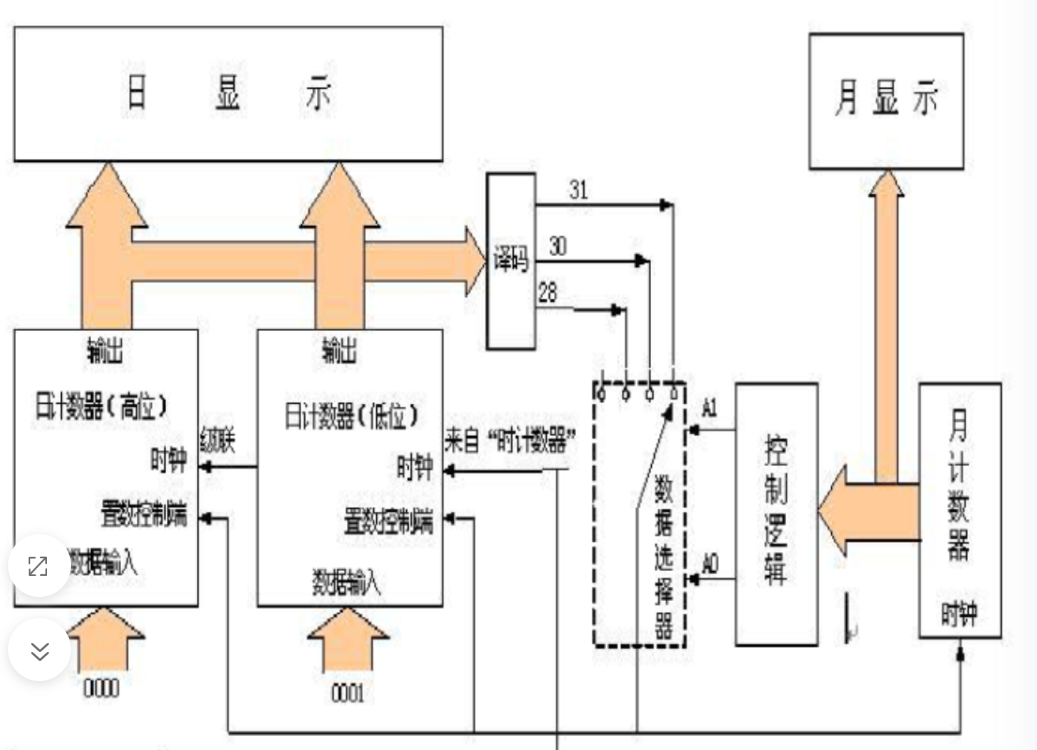 日 显 示
月 显 示
31
30
28
译码
输出
日计数器(高位)
时钟
置数控制端
数据输入
0000
级联
输出
日计数器(低位)
时钟
置数控制端
数据输入
0001
来自“时计数器”
数据选择器
A1
A0
控制逻辑
月计数器
时钟